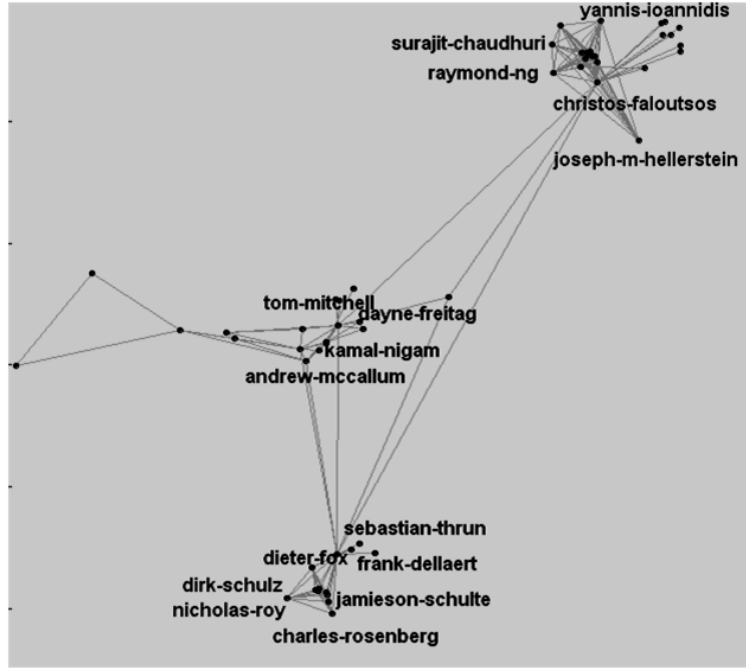 yannis-ioannidis
surajit-chaudhuri
raymond-ng
christos-faloutsos
joseph-m-hellerstein
tom-mitchell
dayne-freitag
kamal-nigam
andrew-mccallum
sebastian-thrun
dieter-fox
frank-dellaert
dirk-schulz
nicholas-roy
jamieson-schulte
charles-rosenberg